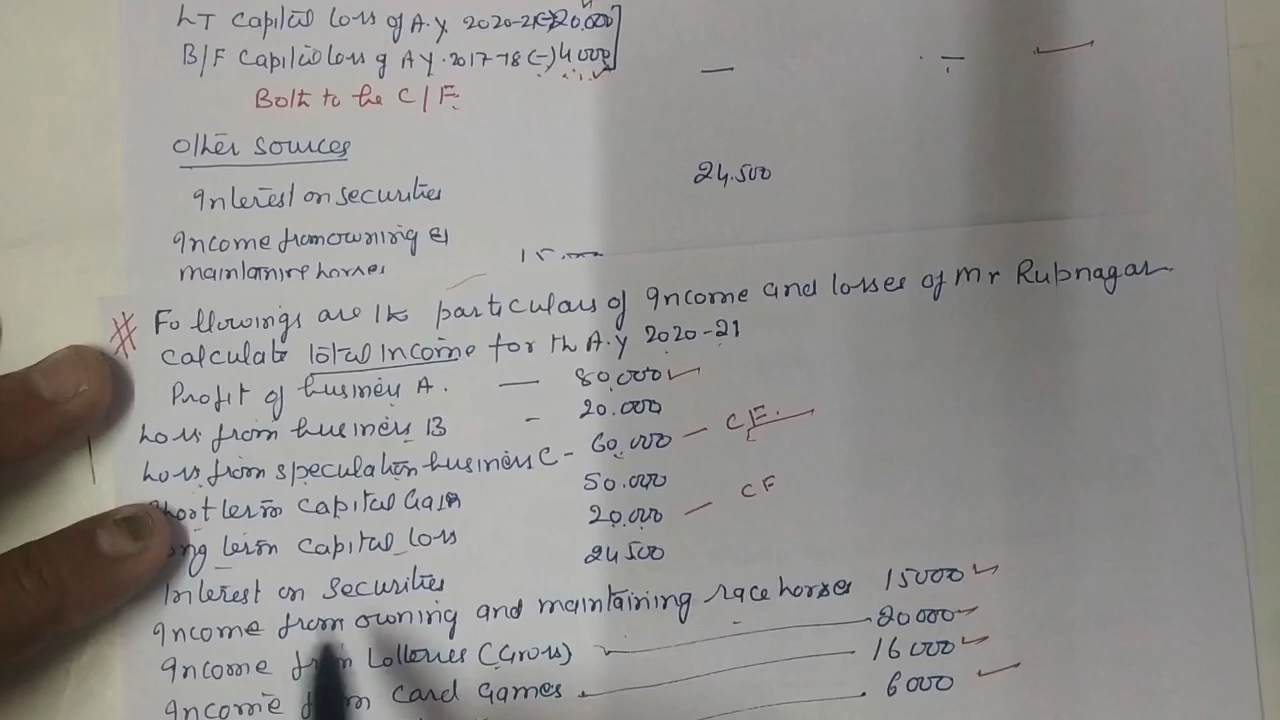 LT Capital Loss of A.Y 2020-21(-)20.000
B/F Capital Loss of A Y. 2017-18 (-) 4000
Both to be C/F.
— -
Other sources
Interest on securities 24.500
Income from owning &
maintaining horses
# Followings are the particulars of Income and losses of Mr Rubnagar
calculate total Income for th A.Y 2020-21
Profit of business A. — 80.000
Loss from business B - 20.000
Loss from speculation business C - 60.000 - CF.
Short term capital Gain 50.000
long term capital loss 20.000 - CF
Interest on securities 24500
Income from owning and maintaining race horses 15000
Income from Lotteries (Gross) 20000
Income from Card Games 16000
6000